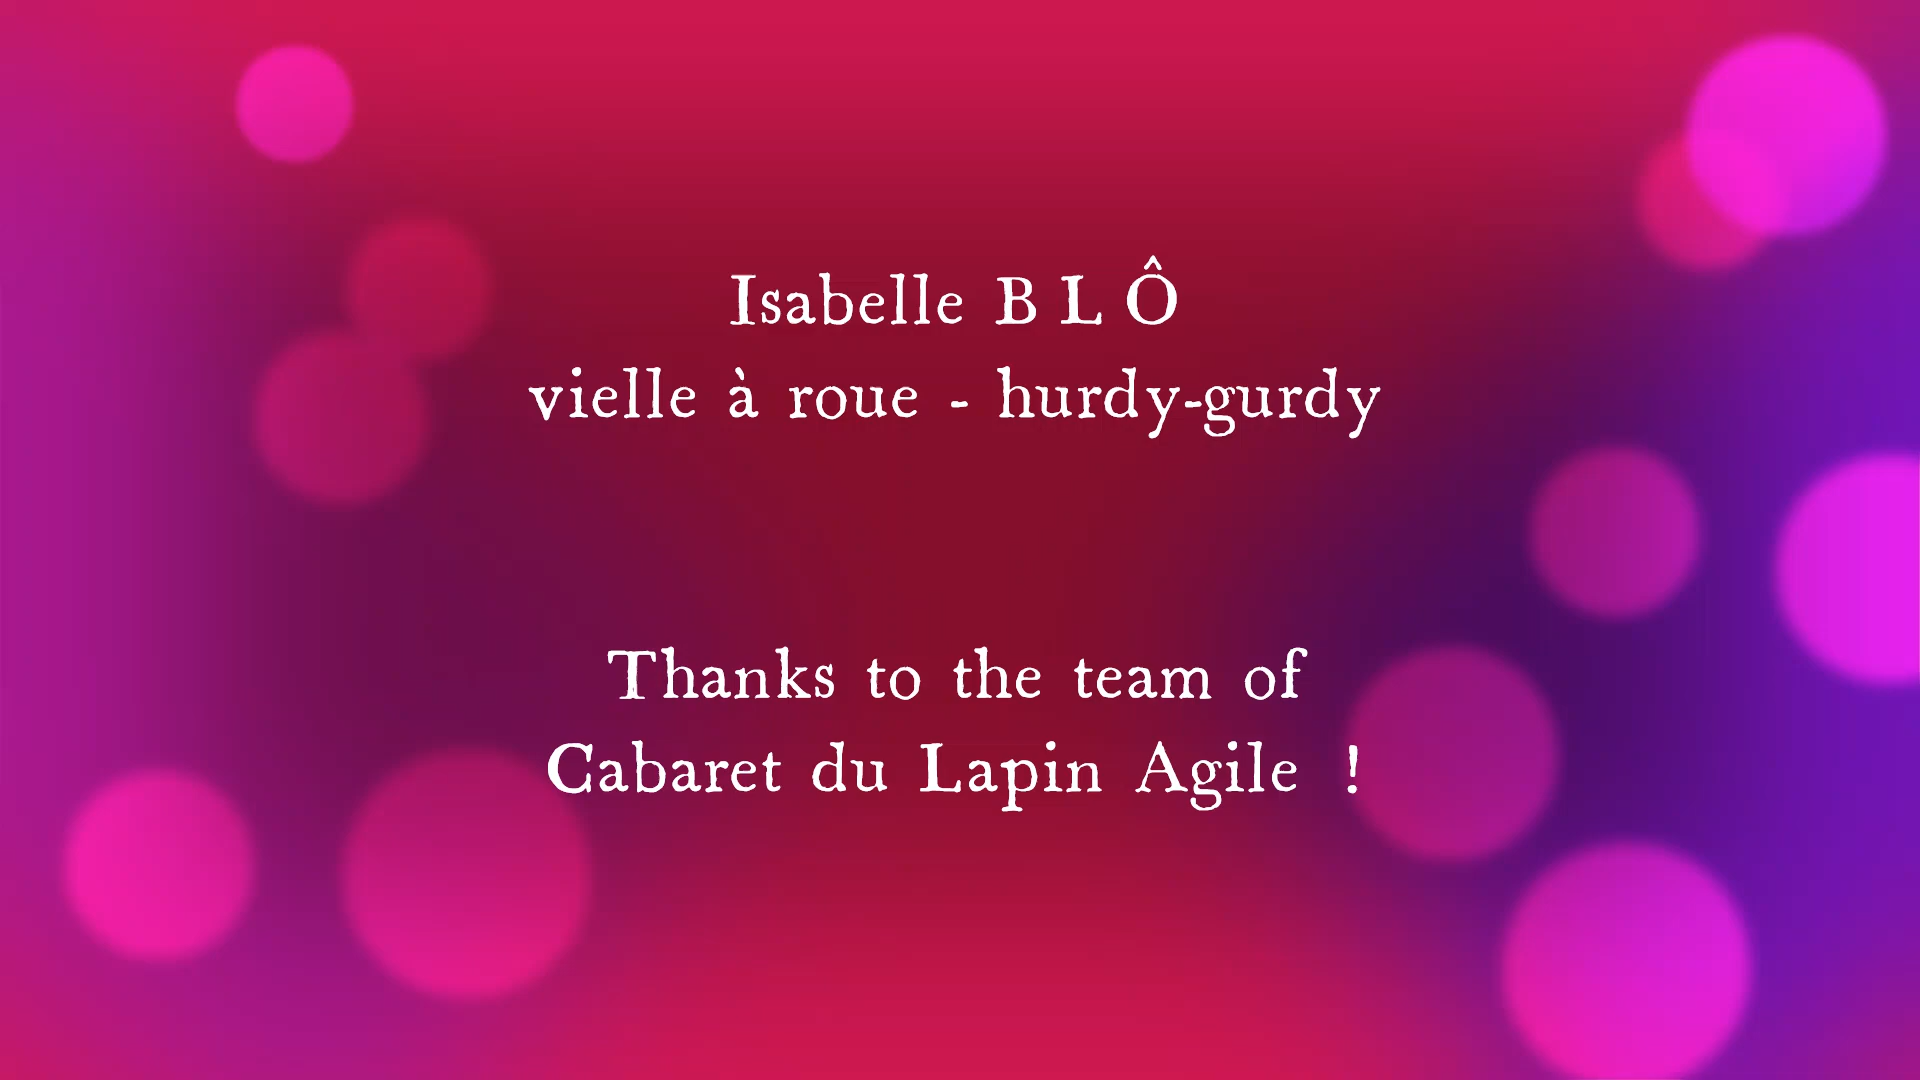 Isabelle B L Ô
vielle à roue - hurdy-gurdy
Thanks to the team of
Cabaret du Lapin Agile !